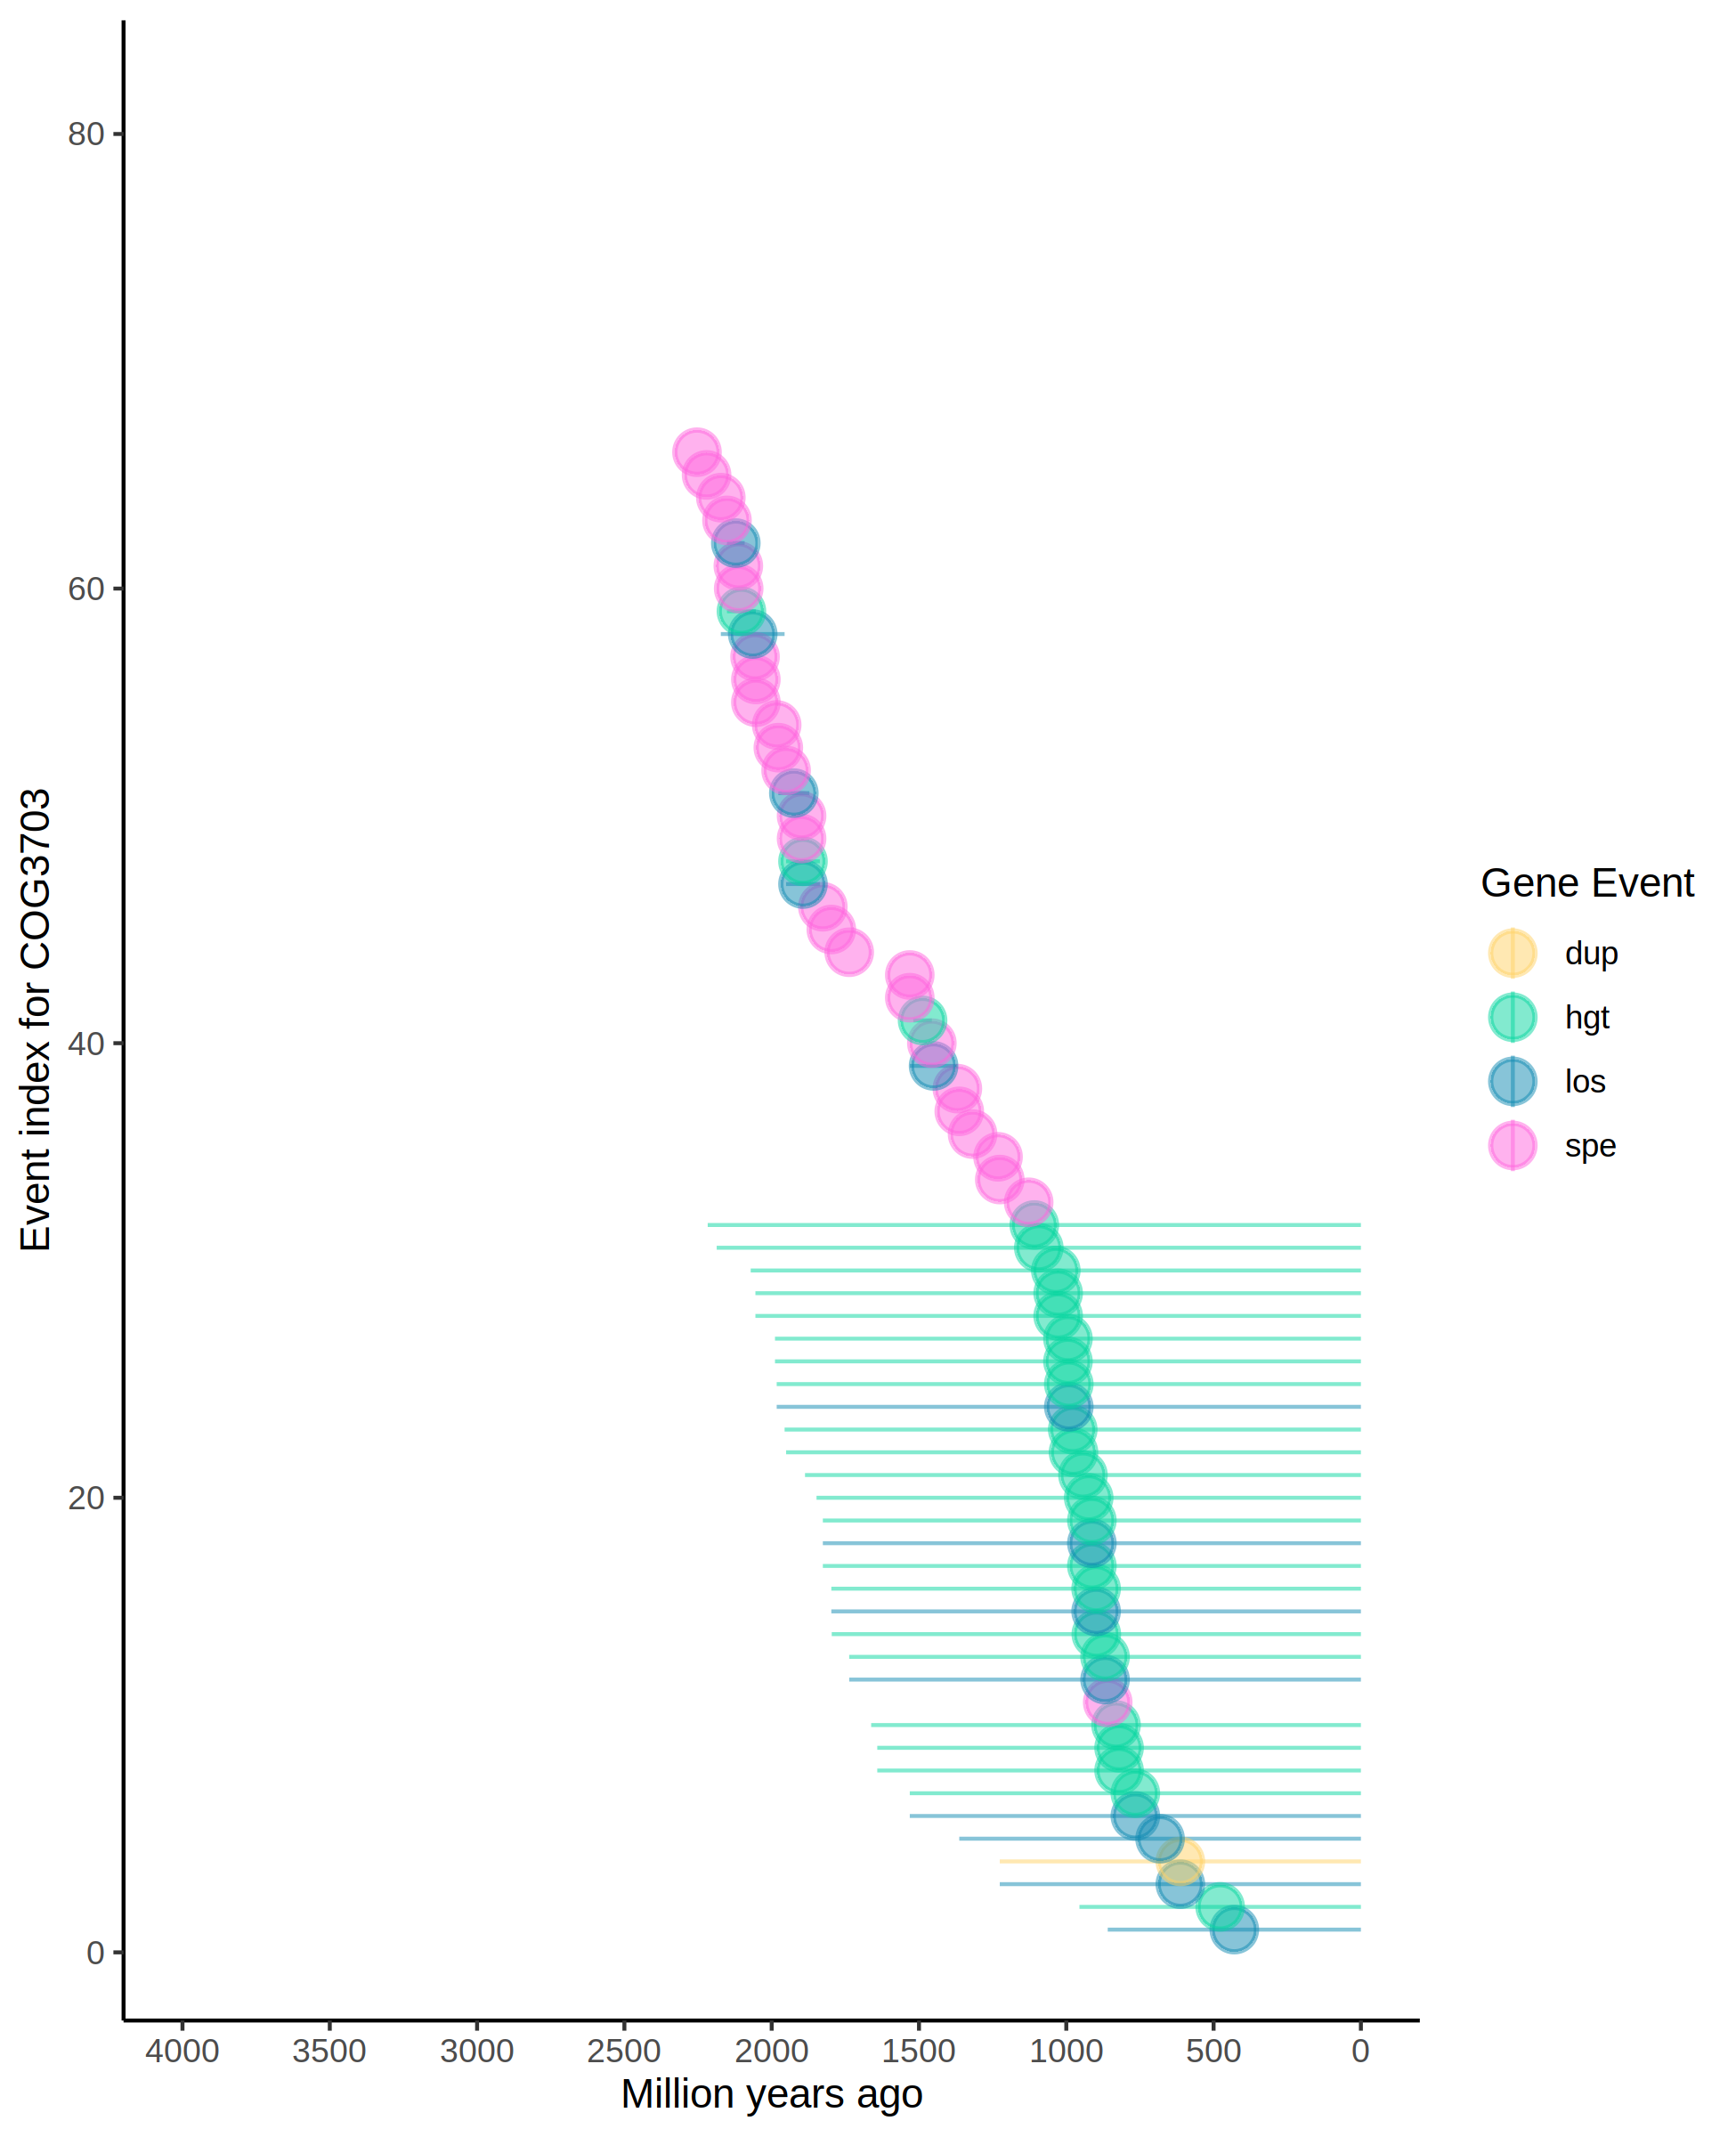 80
60
40
20
0
Event index for COG3703
4000 3500 3000 2500 2000 1500 1000 500 0
Million years ago
Gene Event
dup
hgt
los
spe